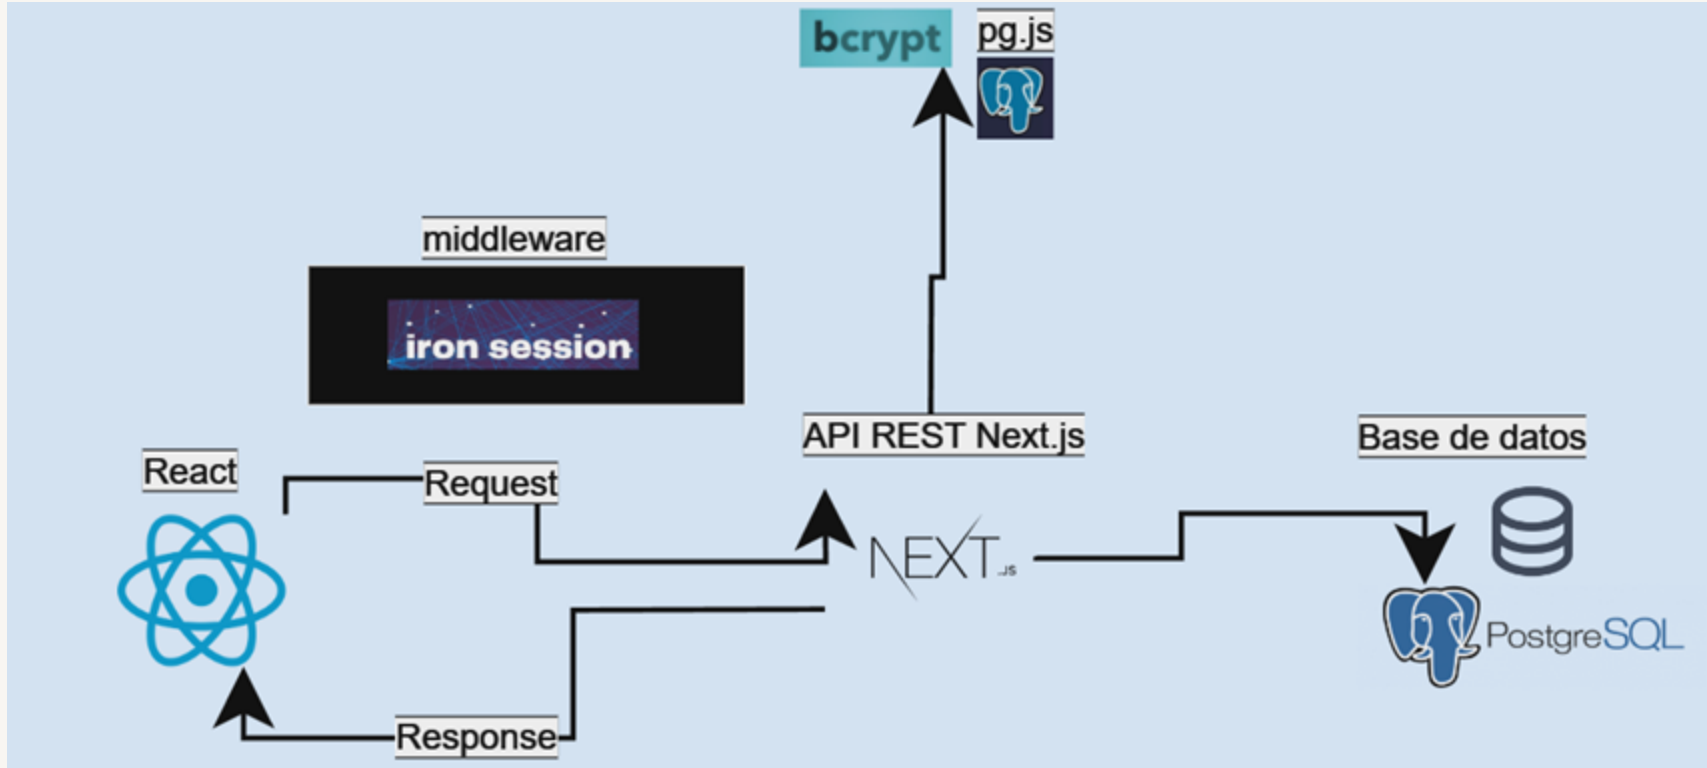 bcrypt
pg.js
middleware
iron session
API REST Next.js
Base de datos
React
Request
NEXT.JS
PostgreSQL
Response